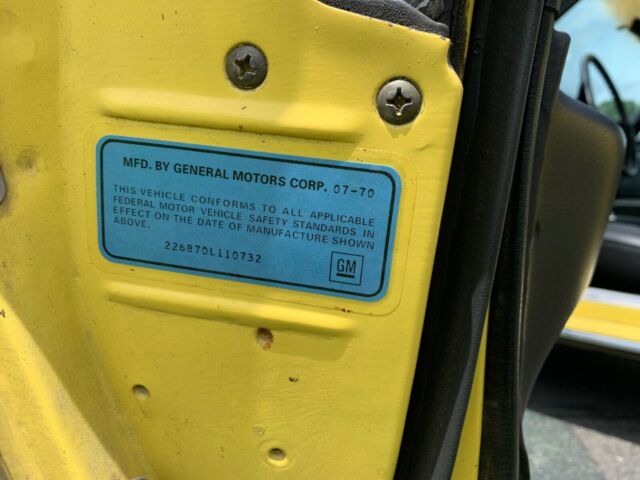 MFD. BY GENERAL MOTORS CORP. 07-70
THIS VEHICLE CONFORMS TO ALL APPLICABLE
FEDERAL MOTOR VEHICLE SAFETY STANDARDS IN
EFFECT ON THE DATE OF MANUFACTURE SHOWN
ABOVE.
226870L110732
GM